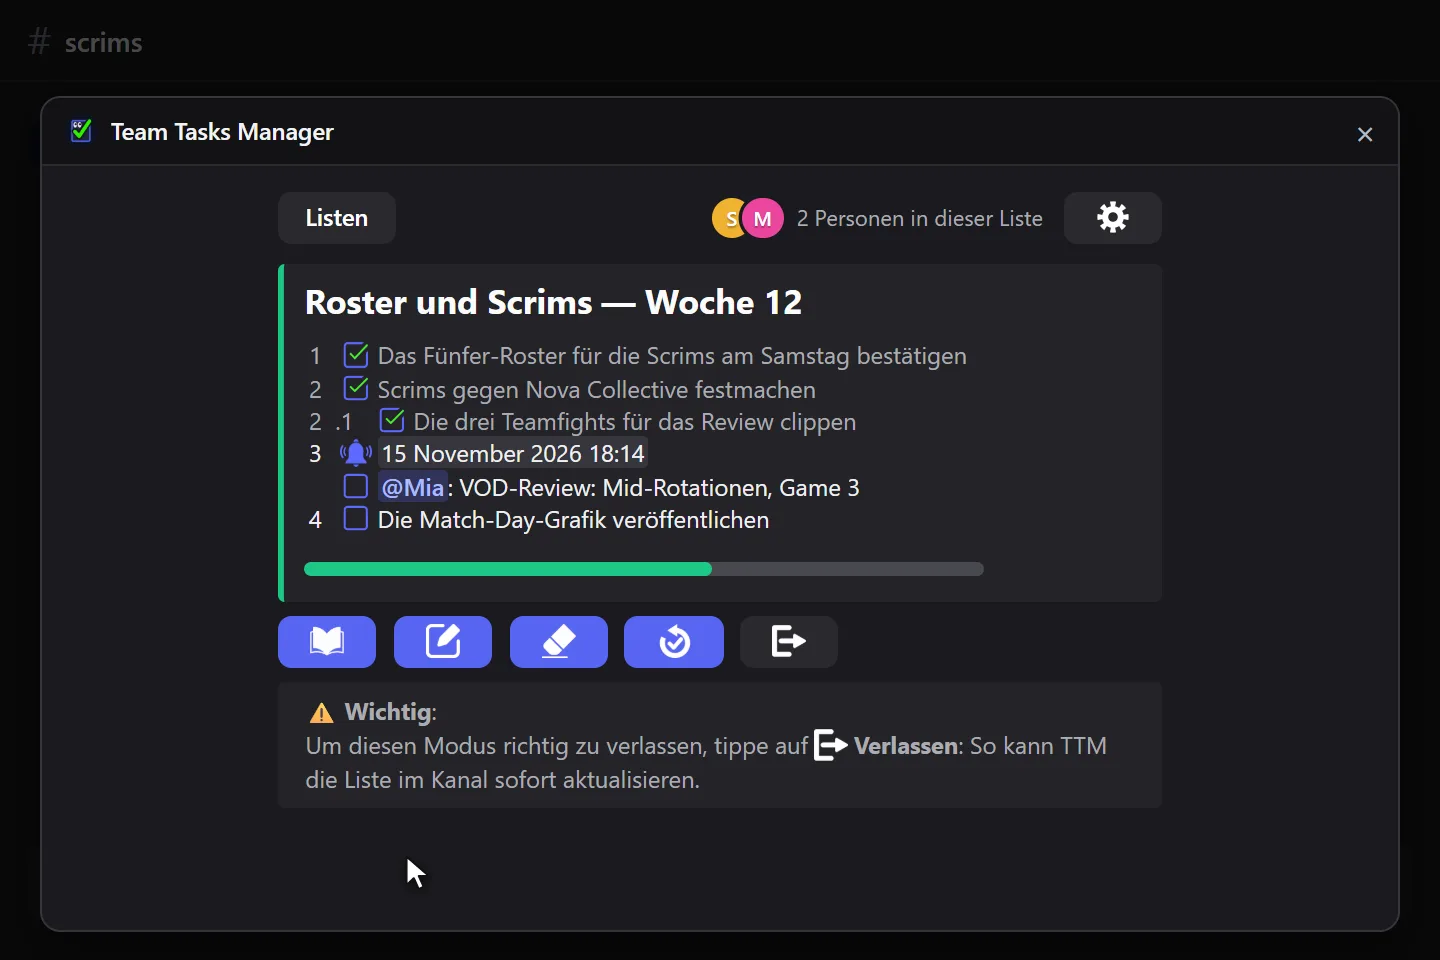 # scrims
Team Tasks Manager
×
Listen
S M 2 Personen in dieser Liste
Roster und Scrims — Woche 12
1 Das Fünfer-Roster für die Scrims am Samstag bestätigen
2 Scrims gegen Nova Collective festmachen
2 .1 Die drei Teamfights für das Review clippen
3 15 November 2026 18:14
@Mia: VOD-Review: Mid-Rotationen, Game 3
4 Die Match-Day-Grafik veröffentlichen
Wichtig:
Um diesen Modus richtig zu verlassen, tippe auf Verlassen: So kann TTM
die Liste im Kanal sofort aktualisieren.